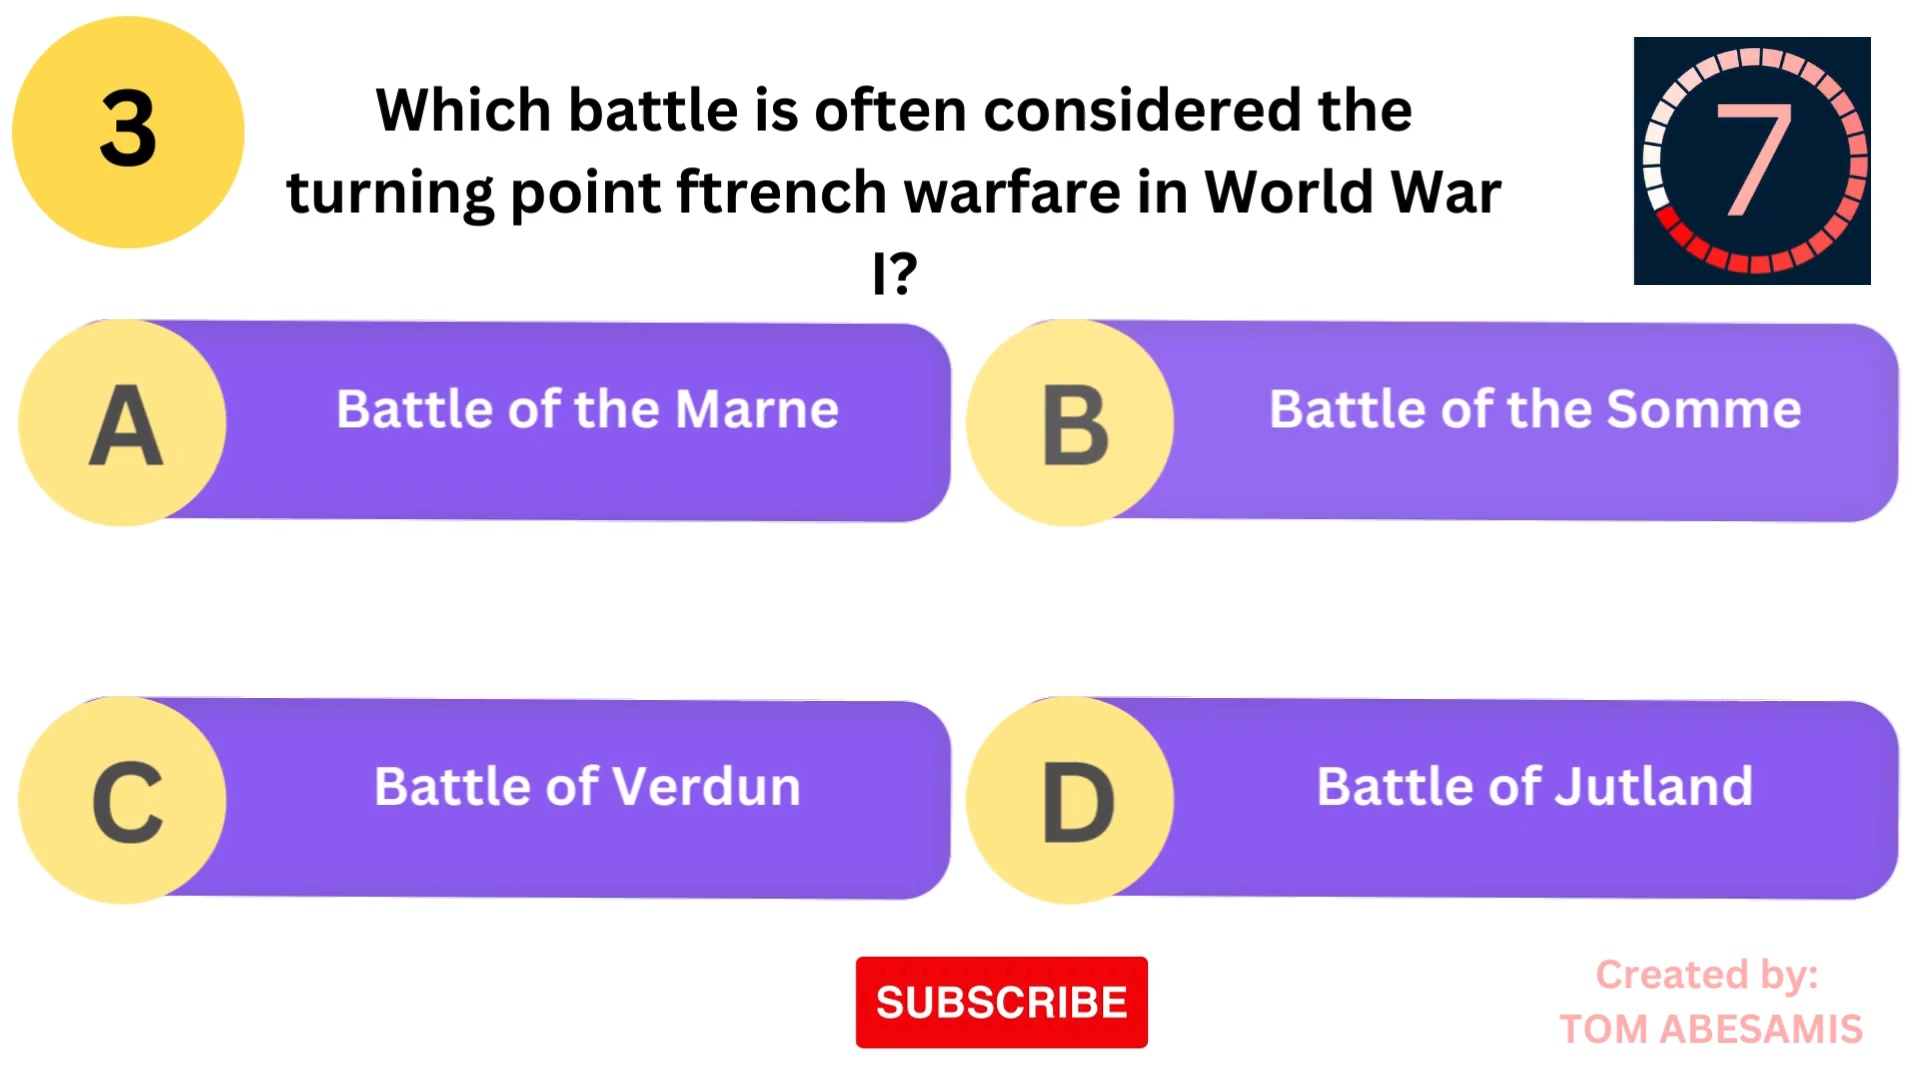 3
Which battle is often considered the
turning point ftrench warfare in World War
I?
7
A
Battle of the Marne
B
Battle of the Somme
C
Battle of Verdun
D
Battle of Jutland
SUBSCRIBE
Created by:
TOM ABESAMIS